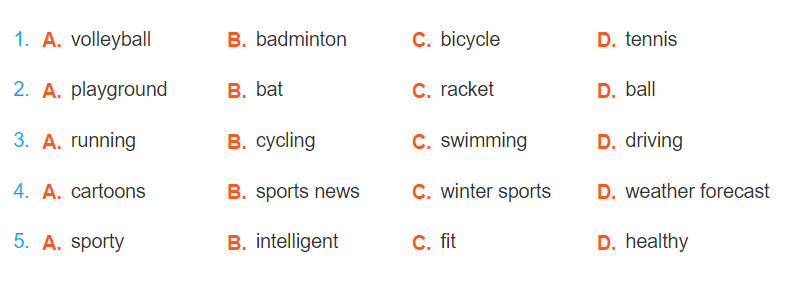 1. A. volleyball B. badminton C. bicycle D. tennis
2. A. playground B. bat C. racket D. ball
3. A. running B. cycling C. swimming D. driving
4. A. cartoons B. sports news C. winter sports D. weather forecast
5. A. sporty B. intelligent C. fit D. healthy